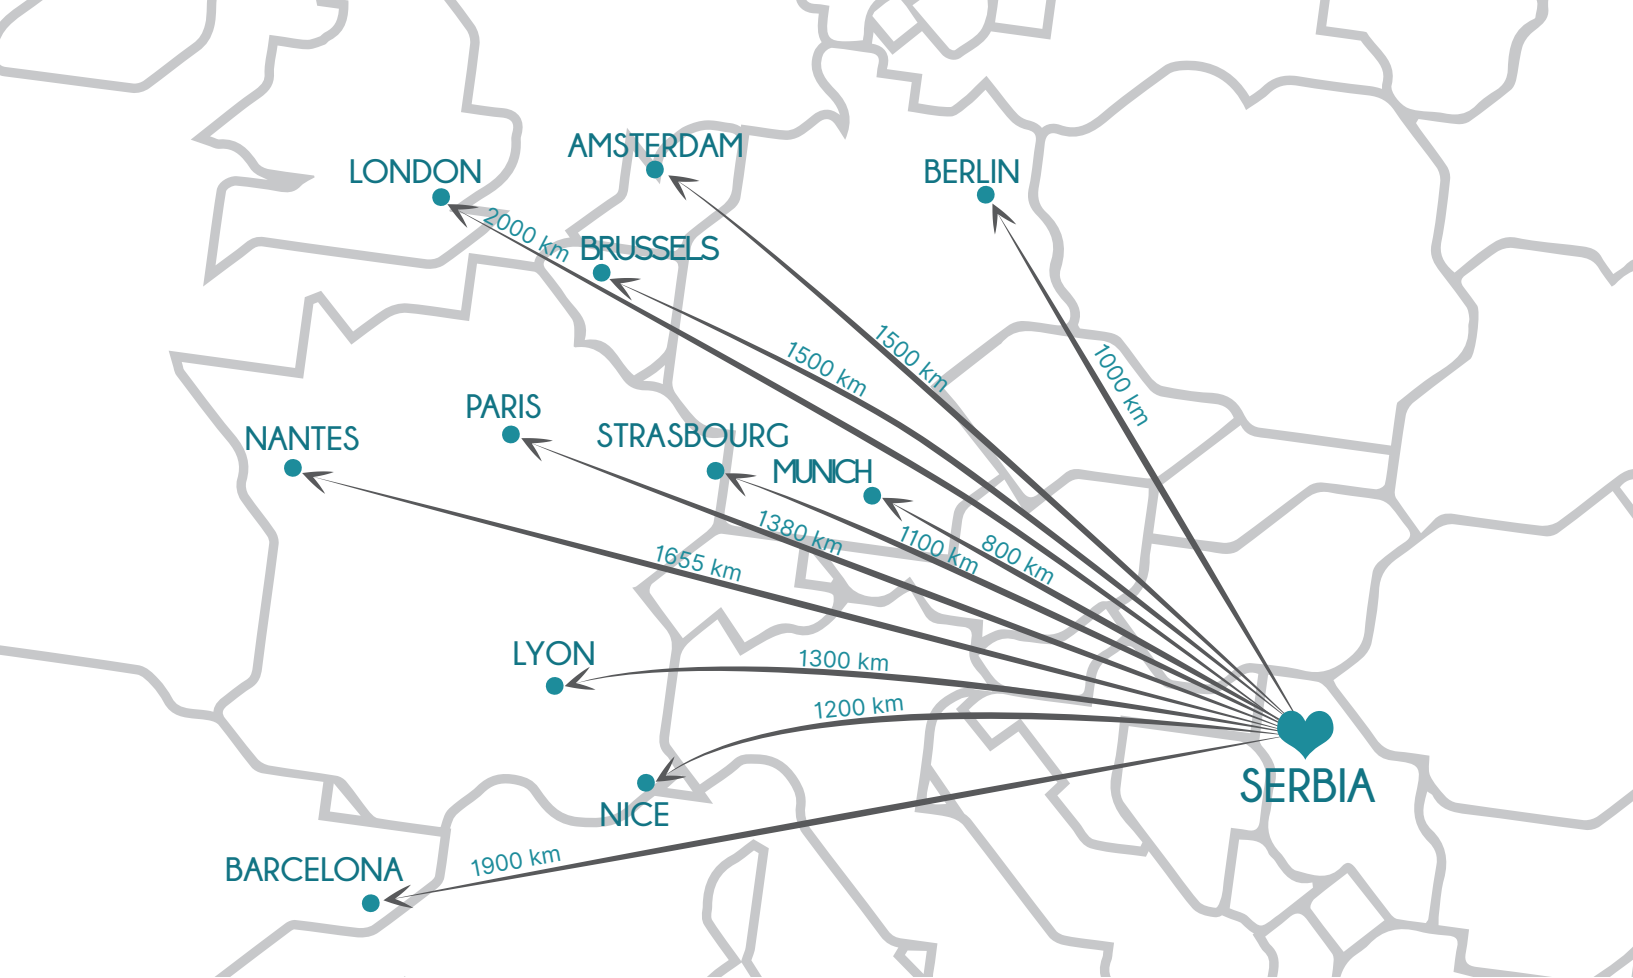 AMSTERDAM
LONDON
BERLIN
2000 km
BRUSSELS
1500 km
1500 km
1000 km
PARIS
NANTES
STRASBOURG
MUNICH
1380 km
1100 km
800 km
1655 km
LYON
1300 km
1200 km
NICE
SERBIA
BARCELONA
1900 km